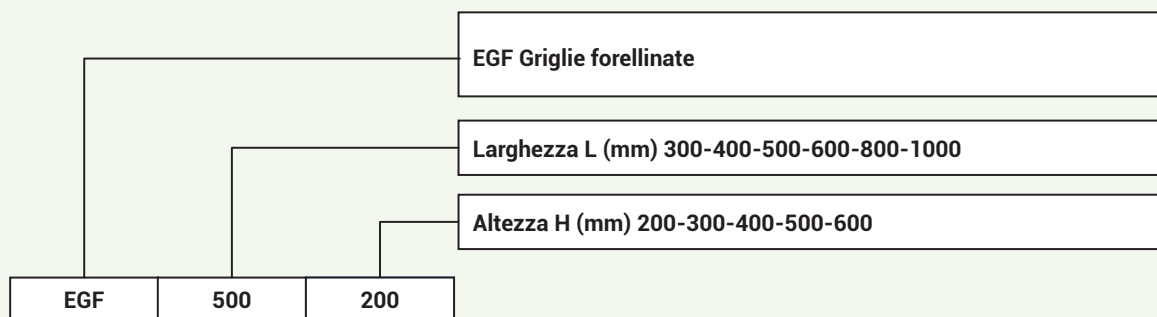 EGF Griglie forellinate
Larghezza L (mm) 300-400-500-600-800-1000
Altezza H (mm) 200-300-400-500-600
EGF 500 200